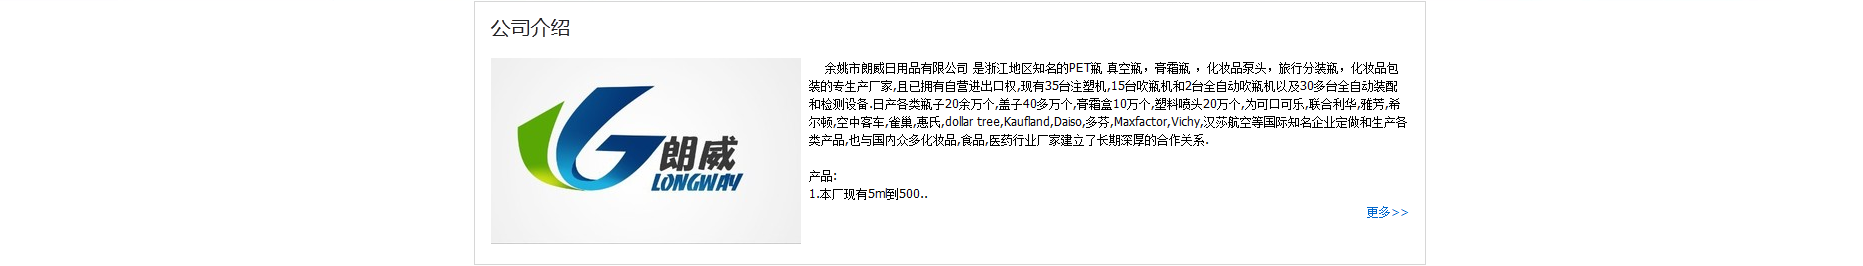 公司介绍
朗威
LONGWAY
余姚市朗威日用品有限公司 是浙江地区知名的PET瓶 真空瓶，膏霜瓶 ，化妆品泵头，旅行分装瓶，化妆品包
装的专生产厂家,且已拥有自营进出口权,现有35台注塑机,15台吹瓶机和2台全自动吹瓶机以及30多台全自动装配
和检测设备.日产各类瓶子20余万个,盖子40多万个,膏霜盒10万个,塑料喷头20万个,为可口可乐,联合利华,雅芳,希
尔顿,空中客车,雀巢,惠氏,dollar tree,Kaufland,Daiso,多芬,Maxfactor,Vichy,汉莎航空等国际知名企业定做和生产各
类产品,也与国内众多化妆品,食品,医药行业厂家建立了长期深厚的合作关系.
产品:
1.本厂现有5ml到500..
更多>>